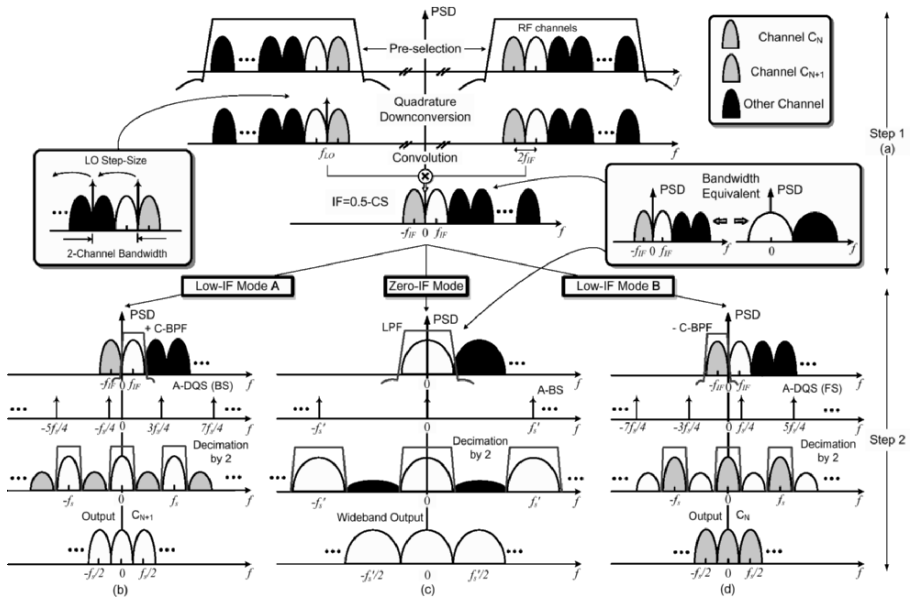 PSD
RF channels
Pre-selection
f
f
Channel C_N
Channel C_N+1
Other Channel
Step 1
(a)
Quadrature
Downconversion
f_LO
Convolution
2f_IF
f
f
LO Step-Size
2-Channel Bandwidth
IF=0.5-CS
-f_IF 0 f_IF
f
Bandwidth
Equivalent
PSD
PSD
-f_IF 0 f_IF
f
0
f
Low-IF Mode A
Zero-IF Mode
Low-IF Mode B
PSD
+ C-BPF
-f_IF 0 f_IF
f
LPF
PSD
0
f
- C-BPF
PSD
-f_IF 0 f_IF
f
A-DQS (BS)
-5f_s/4 -f_s/4 3f_s/4 7f_s/4
f
A-BS
-f_s' 0 f_s'
f
A-DQS (FS)
-7f_s/4 -3f_s/4 f_s/4 5f_s/4
f
Step 2
Decimation
by 2
-f_s 0 f_s
f
Decimation
by 2
-f_s' 0 f_s'
f
Decimation
by 2
-f_s 0 f_s
f
Output C_N+1
-f_s/2 0 f_s/2
f
Wideband Output
-f_s'/2 0 f_s'/2
f
Output C_N
-f_s/2 0 f_s/2
f
(b)
(c)
(d)